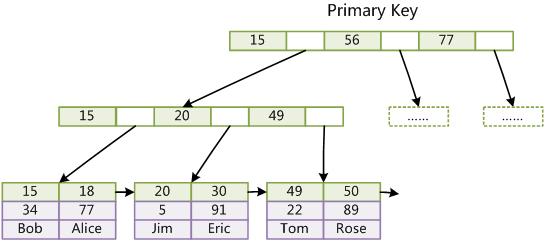 Primary Key
15 56 77
15 20 49
...... ......
15 18 20 30 49 50
34 77 5 91 22 89
Bob Alice Jim Eric Tom Rose